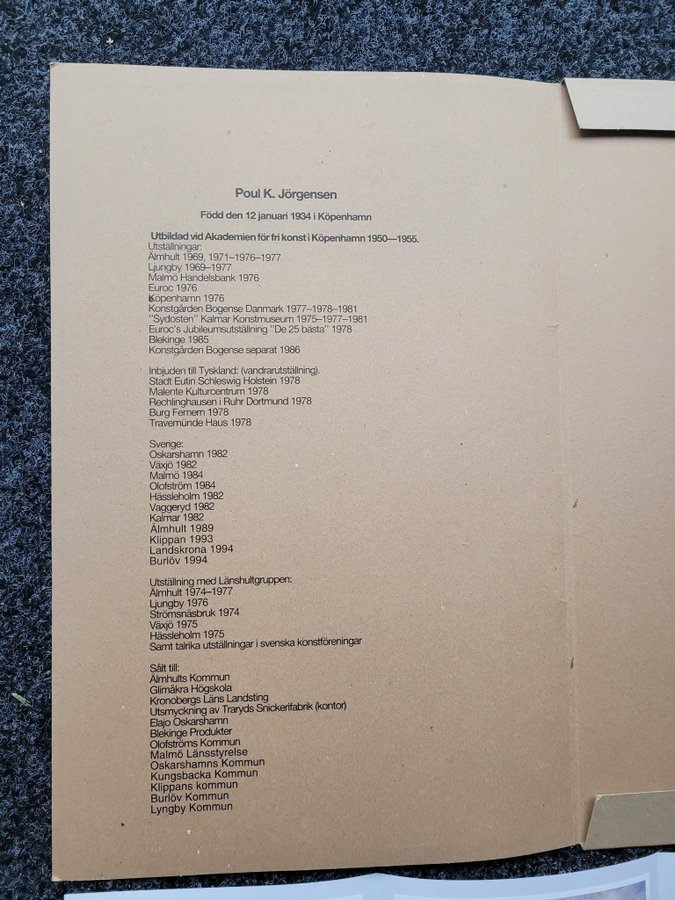 Poul K. Jörgensen
Född den 12 januari 1934 i Köpenhamn
Utbildad vid Akademien för fri konst i Köpenhamn 1950—1955.
Utställningar:
Älmhult 1969, 1971–1976–1977
Ljungby 1969–1977
Malmö Handelsbank 1976
Euroc 1976
Köpenhamn 1976
Konstgården Bogense Danmark 1977–1978–1981
"Sydosten" Kalmar Konstmuseum 1975–1977–1981
Euroc's Jubileumsutställning "De 25 bästa" 1978
Blekinge 1985
Konstgården Bogense separat 1986
Inbjuden till Tyskland: (vandrarutställning).
Stadt Eutin Schleswig Holstein 1978
Malente Kulturcentrum 1978
Rechlinghausen i Ruhr Dortmund 1978
Burg Femern 1978
Travemünde Haus 1978
Sverige:
Oskarshamn 1982
Växjö 1982
Malmö 1984
Olofström 1984
Hässleholm 1982
Vaggeryd 1982
Kalmar 1982
Älmhult 1989
Klippan 1993
Landskrona 1994
Burlöv 1994
Utställning med Länshultgruppen:
Älmhult 1974–1977
Ljungby 1976
Strömsnäsbruk 1974
Växjö 1975
Hässleholm 1975
Samt talrika utställningar i svenska konstföreningar
Sålt till:
Älmhults Kommun
Glimåkra Högskola
Kronobergs Läns Landsting
Utsmyckning av Traryds Snickerifabrik (kontor)
Elajo Oskarshamn
Blekinge Produkter
Olofströms Kommun
Malmö Länsstyrelse
Oskarshamns Kommun
Kungsbacka Kommun
Klippans kommun
Burlöv Kommun
Lyngby Kommun